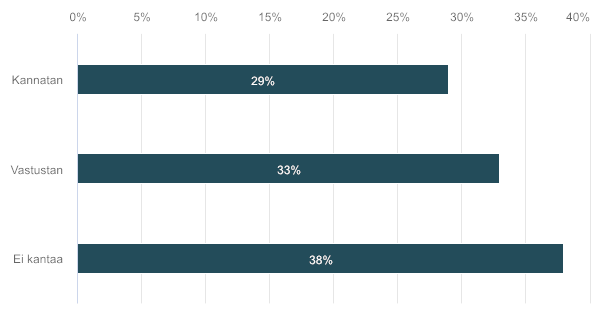 0% 5% 10% 15% 20% 25% 30% 35% 40%
Kannatan 29%
Vastustan 33%
Ei kantaa 38%